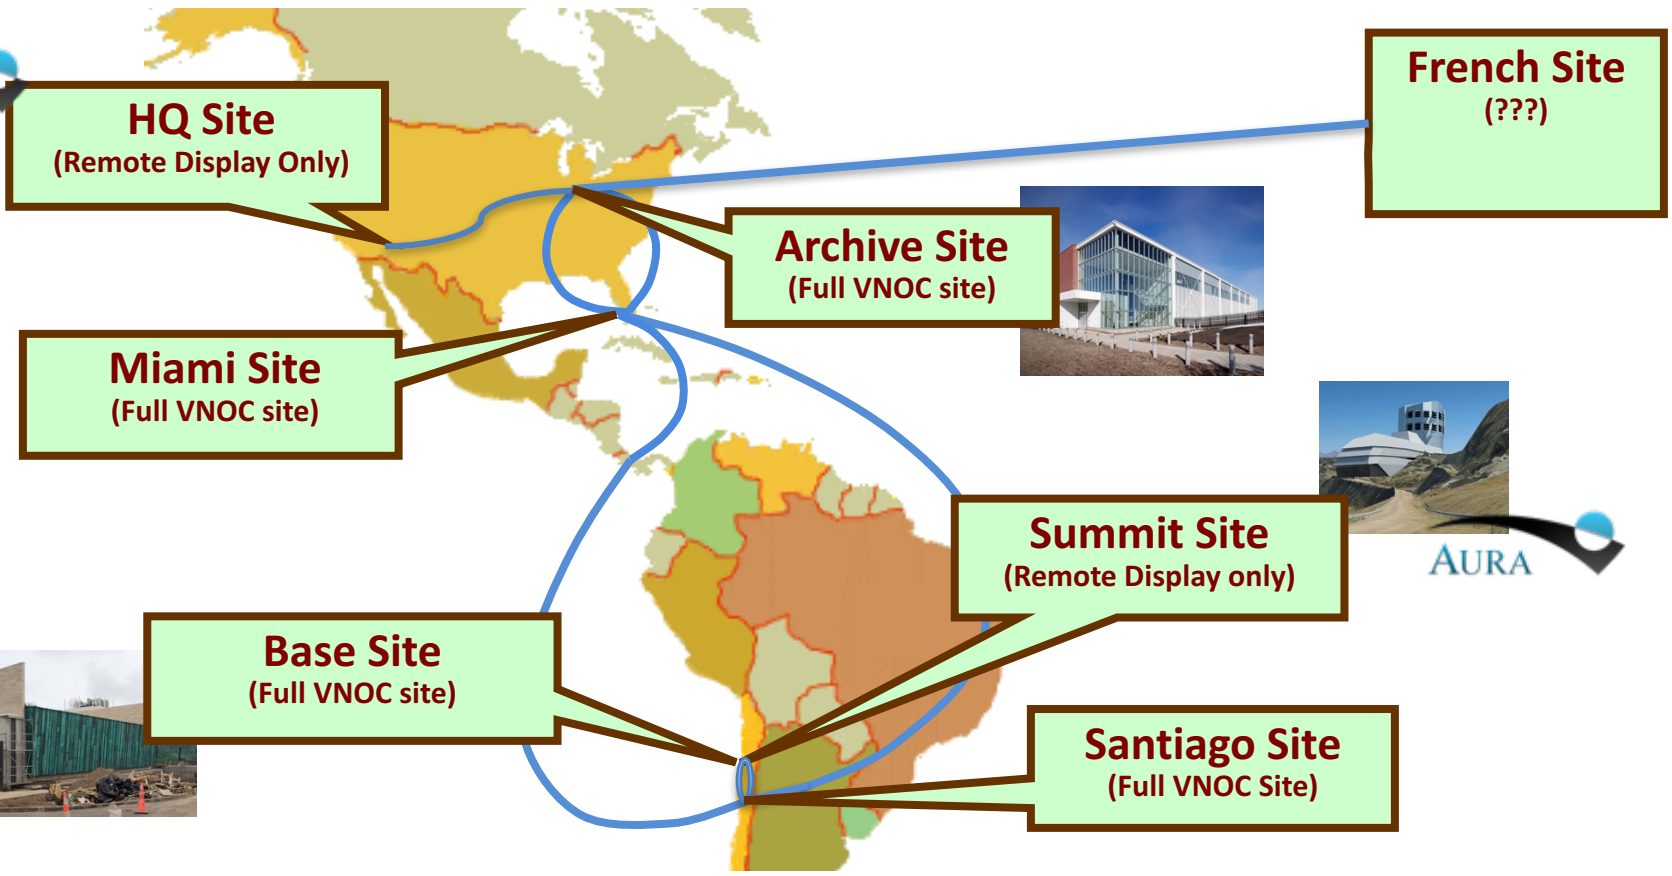 French Site
(???)
HQ Site
(Remote Display Only)
Archive Site
(Full VNOC site)
Miami Site
(Full VNOC site)
Summit Site
(Remote Display only)
AURA
Base Site
(Full VNOC site)
Santiago Site
(Full VNOC Site)